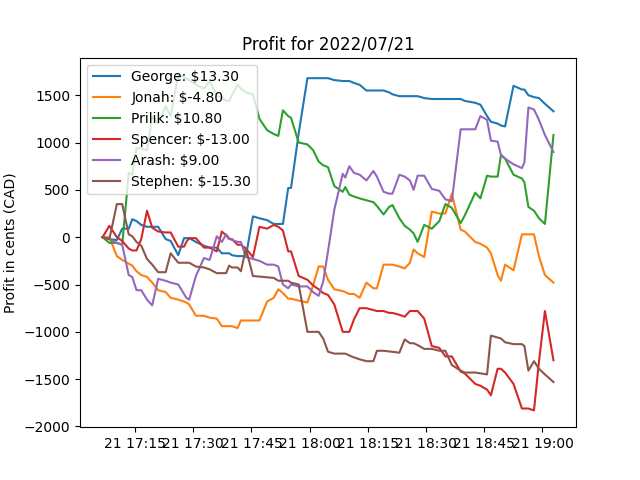 Profit for 2022/07/21
George: $13.30
Jonah: $-4.80
Prilik: $10.80
Spencer: $-13.00
Arash: $9.00
Stephen: $-15.30
Profit in cents (CAD)
1500
1000
500
0
−500
−1000
−1500
−2000
21 17:15 21 17:30 21 17:45 21 18:00 21 18:15 21 18:30 21 18:45 21 19:00